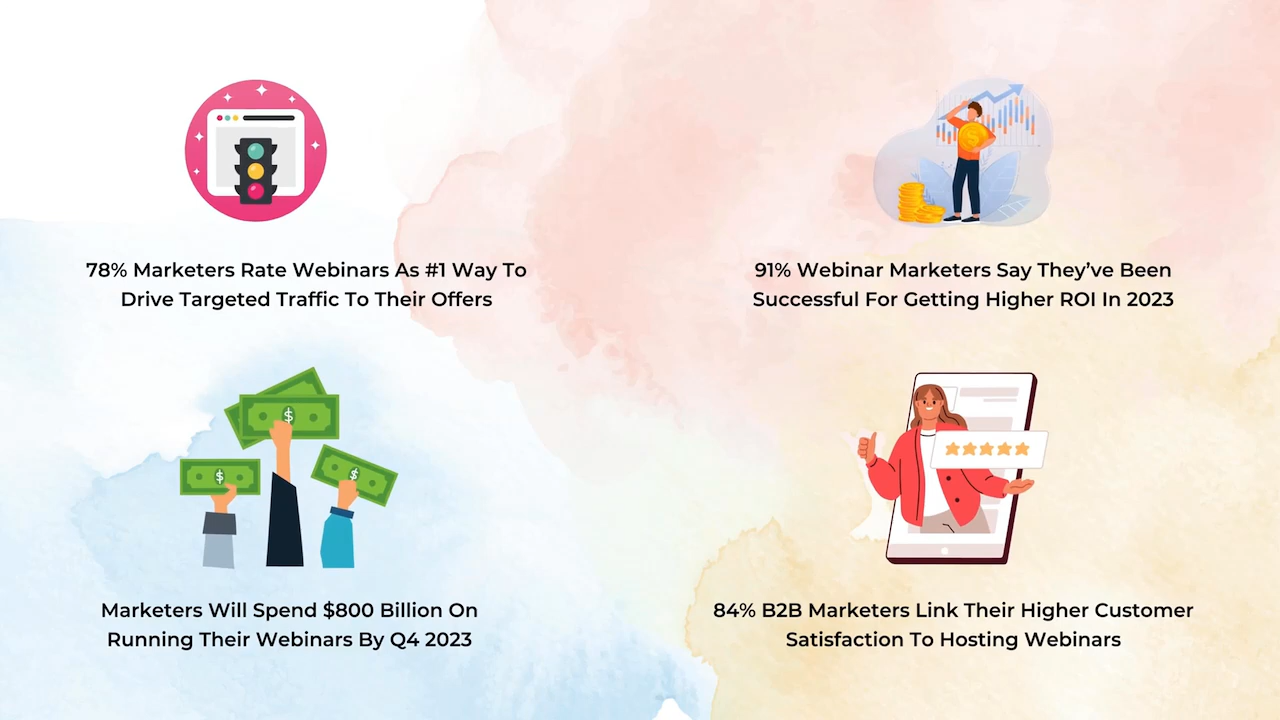 78% Marketers Rate Webinars As #1 Way To
Drive Targeted Traffic To Their Offers
91% Webinar Marketers Say They’ve Been
Successful For Getting Higher ROI In 2023
Marketers Will Spend $800 Billion On
Running Their Webinars By Q4 2023
84% B2B Marketers Link Their Higher Customer
Satisfaction To Hosting Webinars